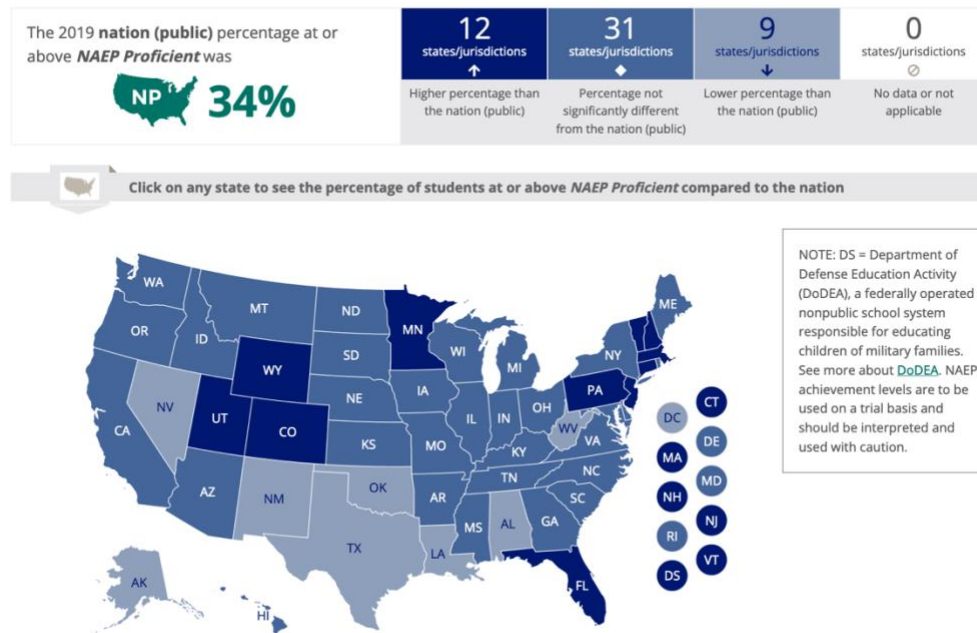 The 2019 nation (public) percentage at or
above NAEP Proficient was
NP 34%
12
states/jurisdictions
Higher percentage than
the nation (public)
31
states/jurisdictions
Percentage not
significantly different
from the nation (public)
9
states/jurisdictions
Lower percentage than
the nation (public)
0
states/jurisdictions
No data or not
applicable
Click on any state to see the percentage of students at or above NAEP Proficient compared to the nation
NOTE: DS = Department of
Defense Education Activity
(DoDEA), a federally operated
nonpublic school system
responsible for educating
children of military families.
See more about DoDEA. NAEP
achievement levels are to be
used on a trial basis and
should be interpreted and
used with caution.
WA
MT
ND
MN
ME
OR
ID
SD
WI
MI
NY
WY
NV
UT
CO
NE
IA
IL
IN
OH
PA
WV
VA
CA
KS
MO
KY
AZ
NM
OK
AR
TN
NC
SC
TX
LA
MS
AL
GA
FL
AK
HI
DC
CT
MA
DE
NH
MD
RI
NJ
DS
VT